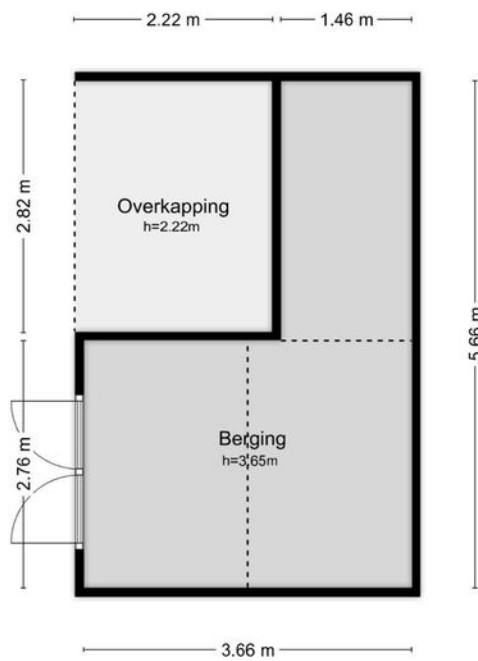 2.22 m
1.46 m
2.82 m
Overkapping
h=2.22m
5.66 m
2.76 m
Berging
h=3.65m
3.66 m